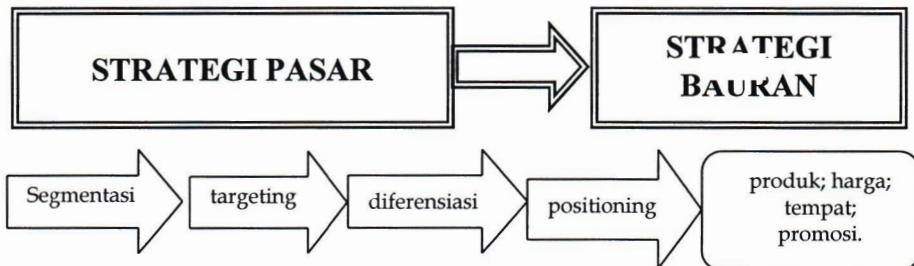 STRATEGI PASAR
STRATEGI
BAURAN
Segmentasi
targeting
diferensiasi
positioning
produk; harga;
tempat;
promosi.